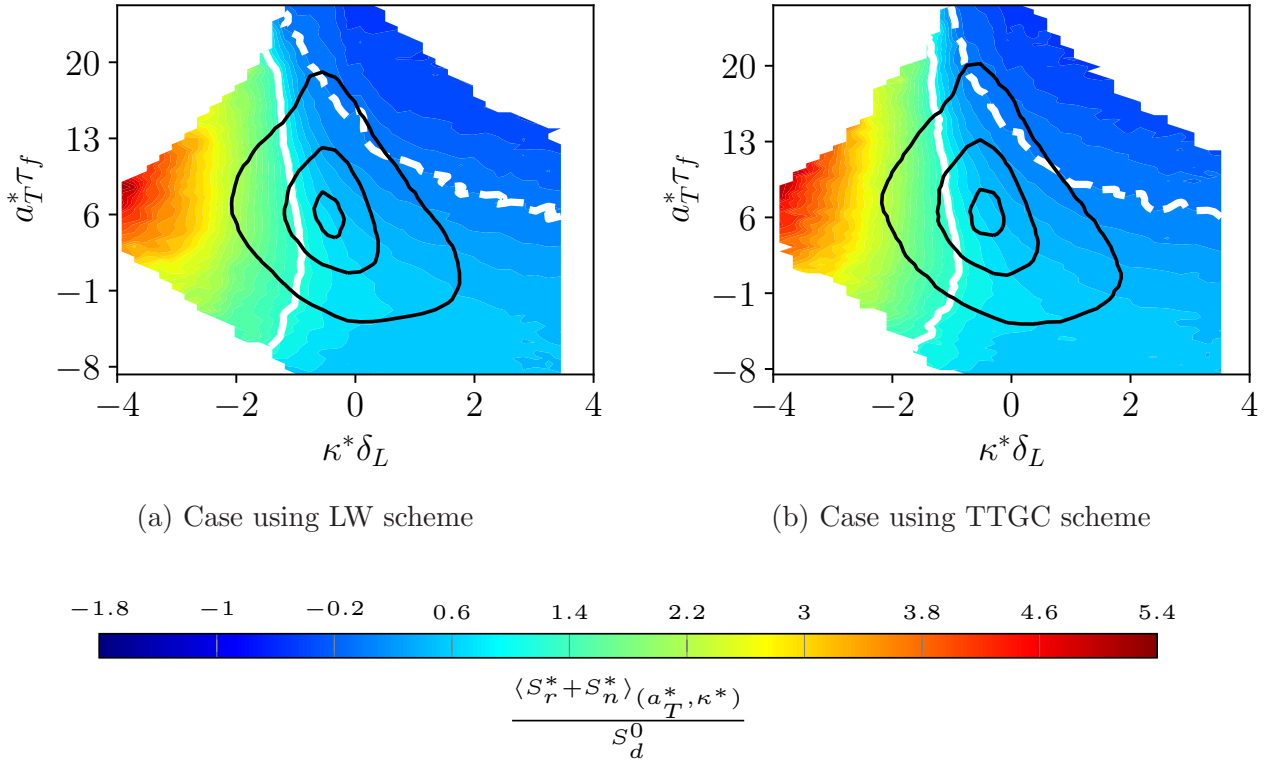 20
13
6
−1
−8
a*_T τ_f
−4 −2 0 2 4
κ*δ_L
(a) Case using LW scheme
20
13
6
−1
−8
a*_T τ_f
−4 −2 0 2 4
κ*δ_L
(b) Case using TTGC scheme
−1.8 −1 −0.2 0.6 1.4 2.2 3 3.8 4.6 5.4
⟨S*_r+S*_n⟩_(a*_T,κ*)
S^0_d